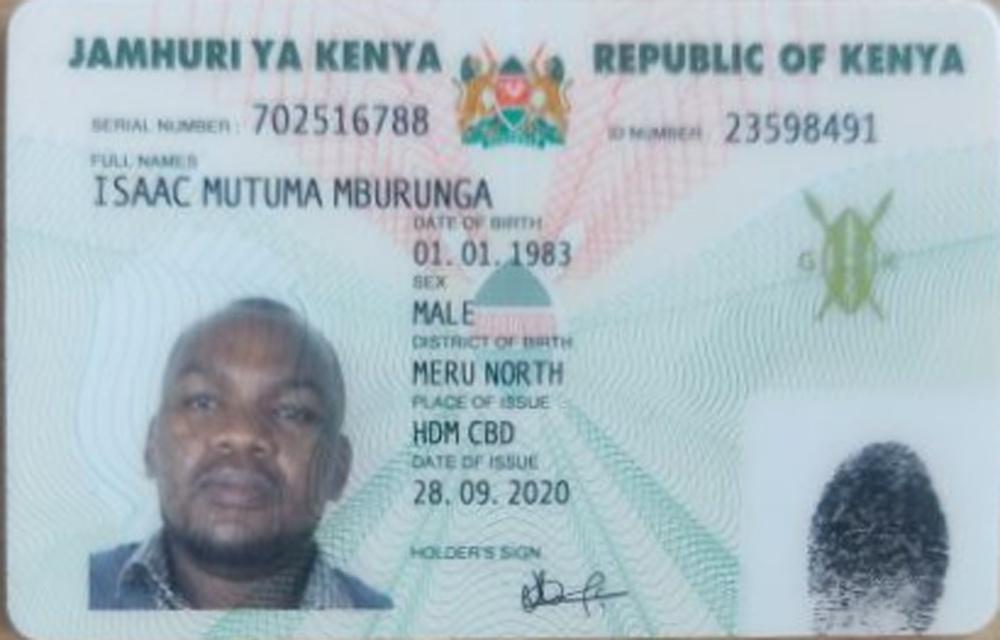 JAMHURI YA KENYA REPUBLIC OF KENYA
SERIAL NUMBER: 702516788 ID NUMBER: 23598491
FULL NAMES
ISAAC MUTUMA MBURUNGA
DATE OF BIRTH
01. 01. 1983
SEX
MALE
DISTRICT OF BIRTH
MERU NORTH
PLACE OF ISSUE
HDM CBD
DATE OF ISSUE
28. 09. 2020
HOLDER'S SIGN
G K